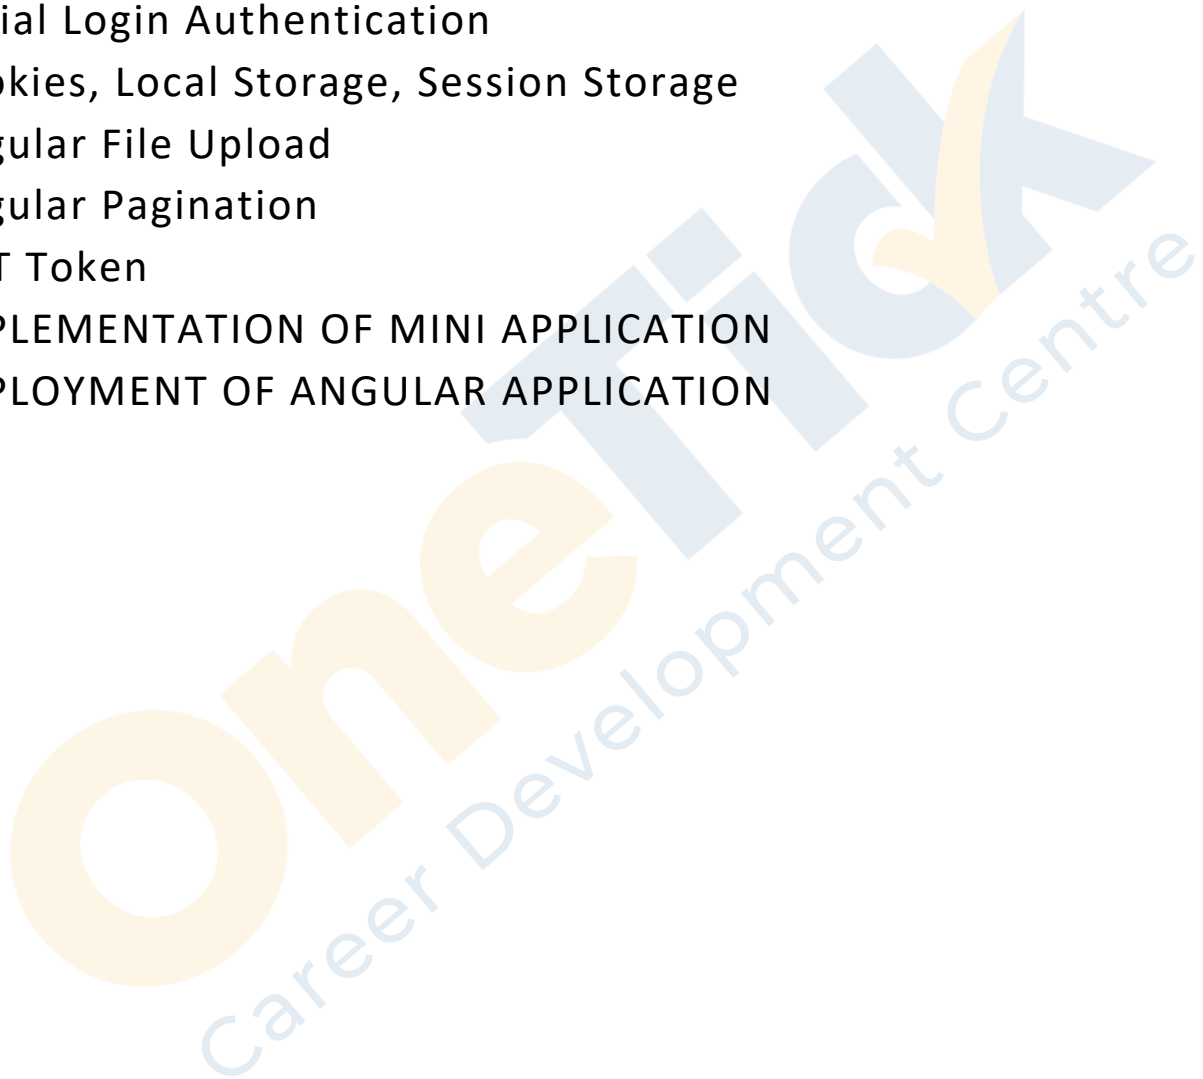 ial Login Authentication
okies, Local Storage, Session Storage
gular File Upload
gular Pagination
T Token
PLEMENTATION OF MINI APPLICATION
PLOYMENT OF ANGULAR APPLICATION
OneTick
Career Development Centre